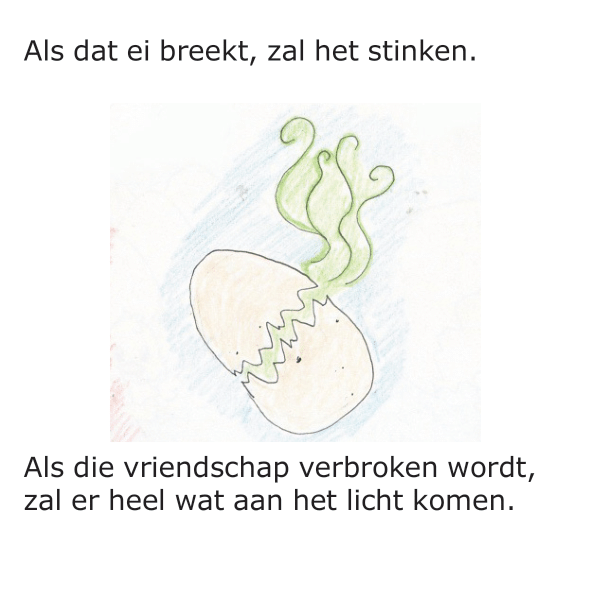 Als dat ei breekt, zal het stinken.
Als die vriendschap verbroken wordt,
zal er heel wat aan het licht komen.